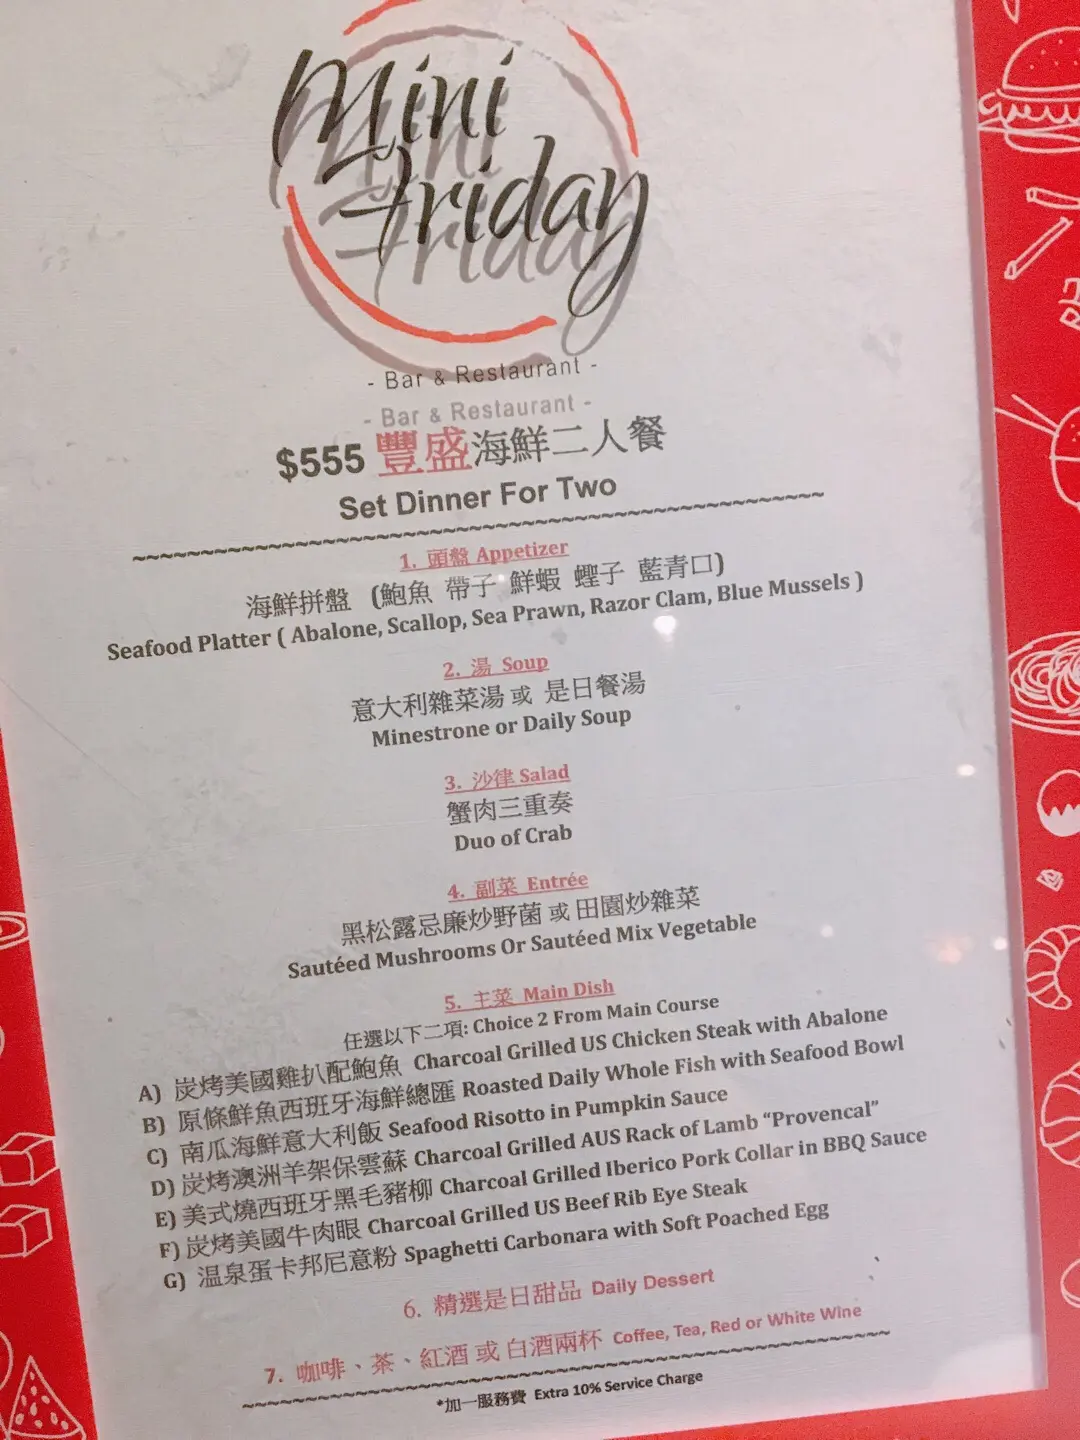 Mini
Friday
- Bar & Restaurant -
- Bar & Restaurant -
$555 豐盛海鮮二人餐
Set Dinner For Two
1. 頭盤 Appetizer
海鮮拼盤 (鮑魚 帶子 鮮蝦 蟶子 藍青口)
Seafood Platter ( Abalone, Scallop, Sea Prawn, Razor Clam, Blue Mussels )
2. 湯 Soup
意大利雜菜湯 或 是日餐湯
Minestrone or Daily Soup
3. 沙律 Salad
蟹肉三重奏
Duo of Crab
4. 副菜 Entrée
黑松露忌廉炒野菌 或 田園炒雜菜
Sautéed Mushrooms Or Sautéed Mix Vegetable
5. 主菜 Main Dish
任選以下二項: Choice 2 From Main Course
A) 炭烤美國雞扒配鮑魚 Charcoal Grilled US Chicken Steak with Abalone
B) 原條鮮魚西班牙海鮮總匯 Roasted Daily Whole Fish with Seafood Bowl
C) 南瓜海鮮意大利飯 Seafood Risotto in Pumpkin Sauce
D) 炭烤澳洲羊架保雲蘇 Charcoal Grilled AUS Rack of Lamb “Provencal”
E) 美式燒西班牙黑毛豬柳 Charcoal Grilled Iberico Pork Collar in BBQ Sauce
F) 炭烤美國牛肉眼 Charcoal Grilled US Beef Rib Eye Steak
G) 温泉蛋卡邦尼意粉 Spaghetti Carbonara with Soft Poached Egg
6. 精選是日甜品 Daily Dessert
7. 咖啡、茶、紅酒 或 白酒兩杯 Coffee, Tea, Red or White Wine
*加一服務費 Extra 10% Service Charge